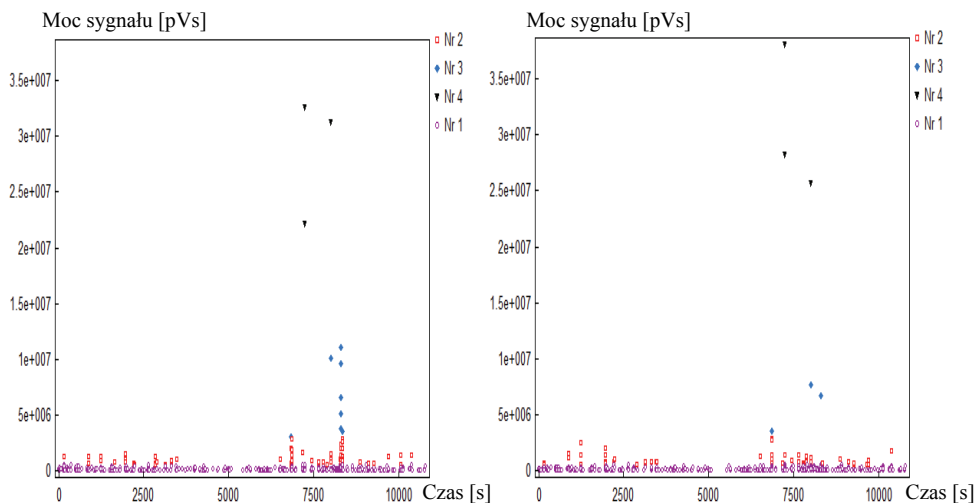 Moc sygnału [pVs]
3.5e+007
3e+007
2.5e+007
2e+007
1.5e+007
1e+007
5e+006
0
0 2500 5000 7500 10000 Czas [s]
Nr 2
Nr 3
Nr 4
Nr 1
Moc sygnału [pVs]
3.5e+007
3e+007
2.5e+007
2e+007
1.5e+007
1e+007
5e+006
0
0 2500 5000 7500 10000 Czas [s]
Nr 2
Nr 3
Nr 4
Nr 1